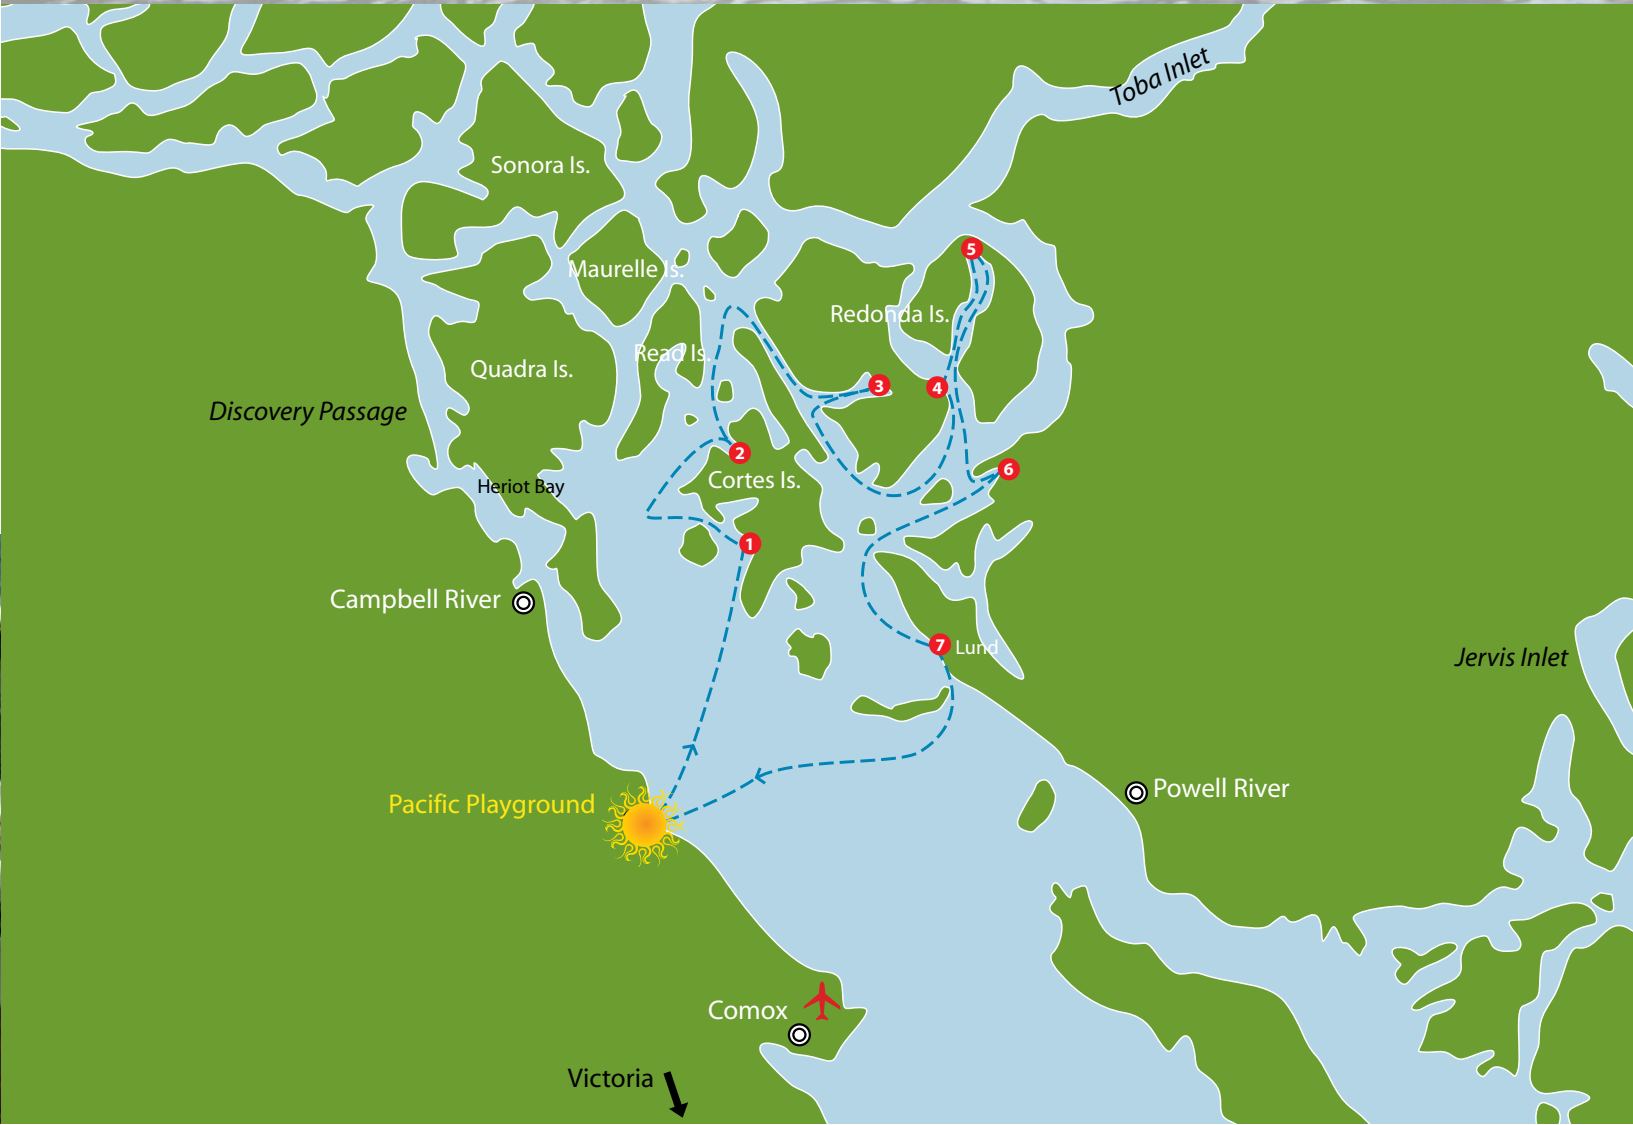 Toba Inlet
Sonora Is.
5
Maurelle Is.
Redonda Is.
Read Is.
Quadra Is.
3
4
Discovery Passage
2
6
Cortes Is.
Heriot Bay
1
Campbell River
7 Lund
Jervis Inlet
Powell River
Pacific Playground
Comox
Victoria